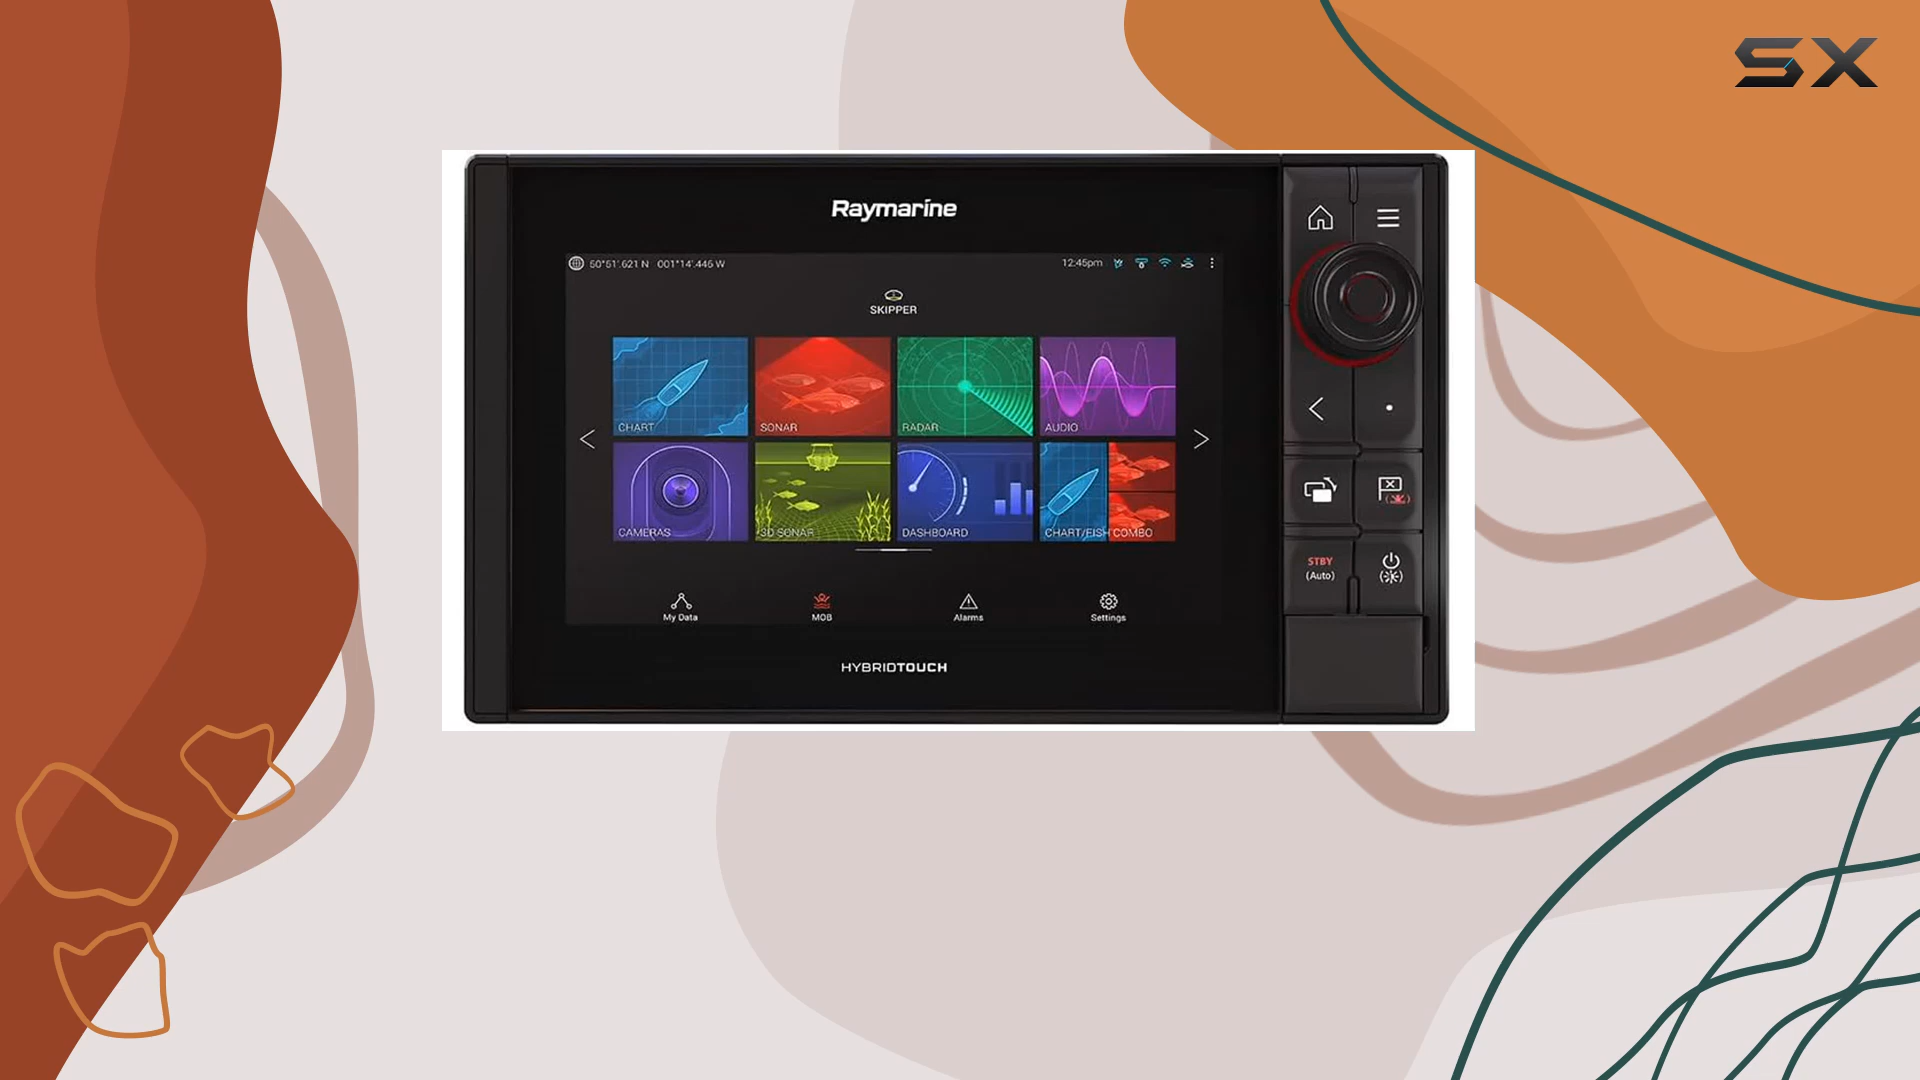 SX
Raymarine
50°51'.621 N 001°14'.445 W
12:45pm
SKIPPER
CHART
SONAR
RADAR
AUDIO
CAMERAS
3D SONAR
DASHBOARD
CHART/FISH COMBO
STBY
(Auto)
My Data
MOB
Alarms
Settings
HYBRIDTOUCH